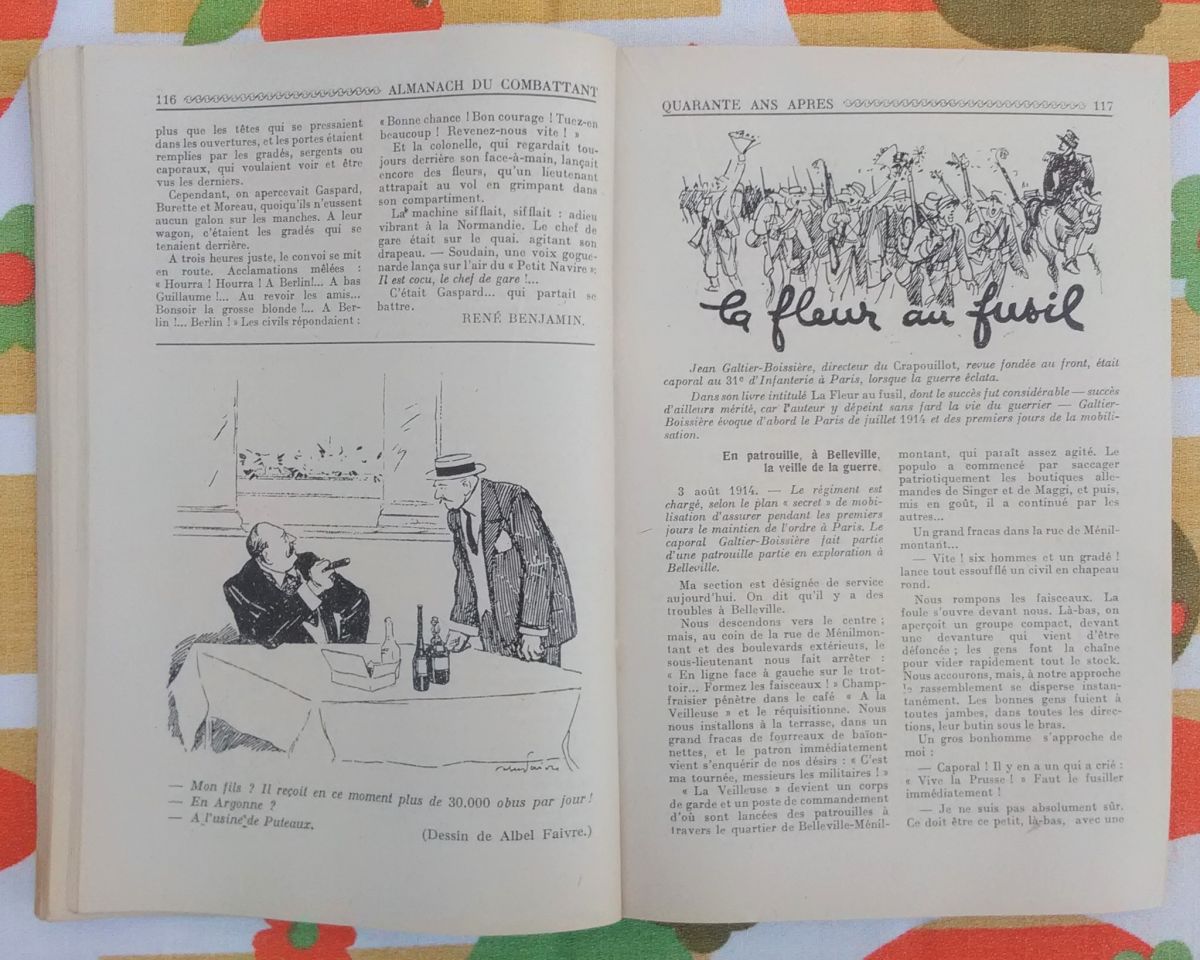 116 ALMANACH DU COMBATTANT
plus que les têtes qui se pressaient
dans les ouvertures, et les portes étaient
remplies par les gradés, sergents ou
caporaux, qui voulaient voir et être
vus les derniers.
Cependant, on apercevait Gaspard,
Burette et Moreau, quoiqu'ils n'eussent
aucun galon sur les manches. A leur
wagon, c'étaient les gradés qui se
tenaient derrière.
A trois heures juste, le convoi se mit
en route. Acclamations mêlées :
« Hourra ! Hourra ! A Berlin!... A bas
Guillaume !... Au revoir les amis...
Bonsoir la grosse blonde !... A Ber-
lin !... Berlin ! » Les civils répondaient :
« Bonne chance ! Bon courage ! Tuez-en
beaucoup ! Revenez-nous vite ! »
Et la colonelle, qui regardait tou-
jours derrière son face-à-main, lançait
encore des fleurs, qu'un lieutenant
attrapait au vol en grimpant dans
son compartiment.
La machine sifflait, sifflait : adieu
vibrant à la Normandie. Le chef de
gare était sur le quai. agitant son
drapeau. — Soudain, une voix gogue-
narde lança sur l'air du « Petit Navire »:
Il est cocu, le chef de gare !...
C'était Gaspard... qui partait se
battre.
RENÉ BENJAMIN.
— Mon fils ? Il reçoit en ce moment plus de 30.000 obus par jour !
— En Argonne ?
— A l'usine de Puteaux.
(Dessin de Albel Faivre.)
QUARANTE ANS APRES 117
la fleur au fusil
Jean Galtier-Boissière, directeur du Crapouillot, revue fondée au front, était
caporal au 31e d'Infanterie à Paris, lorsque la guerre éclata.
Dans son livre intitulé La Fleur au fusil, dont le succès fut considérable — succès
d'ailleurs mérité, car l'auteur y dépeint sans fard la vie du guerrier — Galtier-
Boissière évoque d'abord le Paris de juillet 1914 et des premiers jours de la mobili-
sation.
En patrouille, à Belleville,
la veille de la guerre.
3 août 1914. — Le régiment est
chargé, selon le plan « secret » de mobi-
lisation d'assurer pendant les premiers
jours le maintien de l'ordre à Paris. Le
caporal Galtier-Boissière fait partie
d'une patrouille partie en exploration à
Belleville.
Ma section est désignée de service
aujourd'hui. On dit qu'il y a des
troubles à Belleville.
Nous descendons vers le centre ;
mais, au coin de la rue de Ménilmon-
tant et des boulevards extérieurs, le
sous-lieutenant nous fait arrêter :
« En ligne face à gauche sur le trot-
toir... Formez les faisceaux ! » Champ-
fraisier pénètre dans le café « A la
Veilleuse » et le réquisitionne. Nous
nous installons à la terrasse, dans un
grand fracas de fourreaux de baïon-
nettes, et le patron immédiatement
vient s'enquérir de nos désirs : « C'est
ma tournée, messieurs les militaires ! »
« La Veilleuse » devient un corps
de garde et un poste de commandement
d'où sont lancées des patrouilles à
travers le quartier de Belleville-Ménil-
montant, qui paraît assez agité. Le
populo a commencé par saccager
patriotiquement les boutiques alle-
mandes de Singer et de Maggi, et puis,
mis en goût, il a continué par les
autres...
Un grand fracas dans la rue de Ménil-
montant...
— Vite ! six hommes et un gradé !
lance tout essoufflé un civil en chapeau
rond.
Nous rompons les faisceaux. La
foule s'ouvre devant nous. Là-bas, on
aperçoit un groupe compact, devant
une devanture qui vient d'être
défoncée ; les gens font la chaîne
pour vider rapidement tout le stock.
Nous accourons, mais, à notre approche
le rassemblement se disperse instan-
tanément. Les bonnes gens fuient à
toutes jambes, dans toutes les direc-
tions, leur butin sous le bras.
Un gros bonhomme s'approche de
moi :
— Caporal ! Il y en a un qui a crié :
« Vive la Prusse ! » Faut le fusiller
immédiatement !
— Je ne suis pas absolument sûr.
Ce doit être ce petit, là-bas, avec une